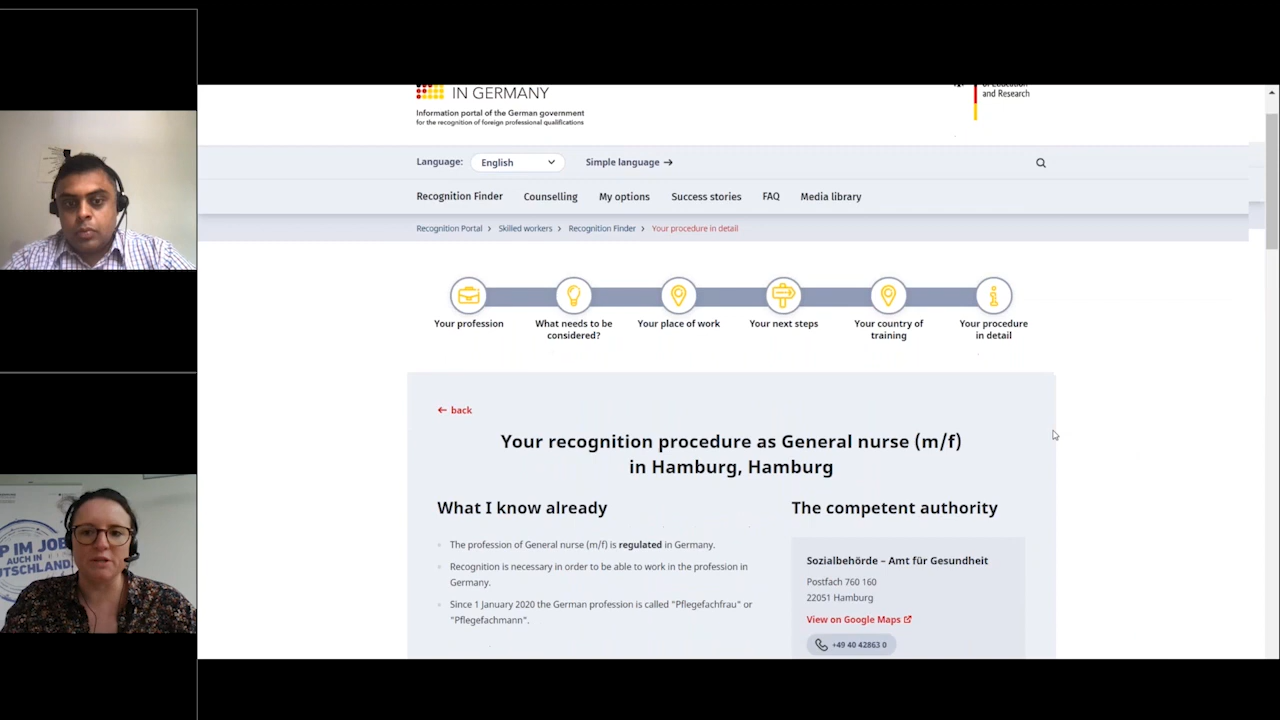 IN GERMANY
Information portal of the German government
for the recognition of foreign professional qualifications
and Research
Language:
English
Simple language →
Recognition Finder
Counselling
My options
Success stories
FAQ
Media library
Recognition Portal > Skilled workers > Recognition Finder > Your procedure in detail
Your profession
What needs to be
considered?
Your place of work
Your next steps
Your country of
training
Your procedure
in detail
← back
Your recognition procedure as General nurse (m/f)
in Hamburg, Hamburg
What I know already
The profession of General nurse (m/f) is regulated in Germany.
Recognition is necessary in order to be able to work in the profession in
Germany.
Since 1 January 2020 the German profession is called "Pflegefachfrau" or
"Pflegefachmann".
The competent authority
Sozialbehörde – Amt für Gesundheit
Postfach 760 160
22051 Hamburg
View on Google Maps
+49 40 42863 0
P IM JOB
AUCH IN
UTSCHLAND